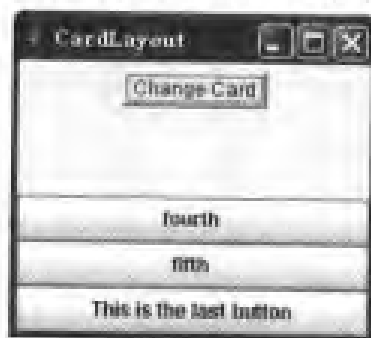 CardLayout
Change Card
fourth
fifth
This is the last button